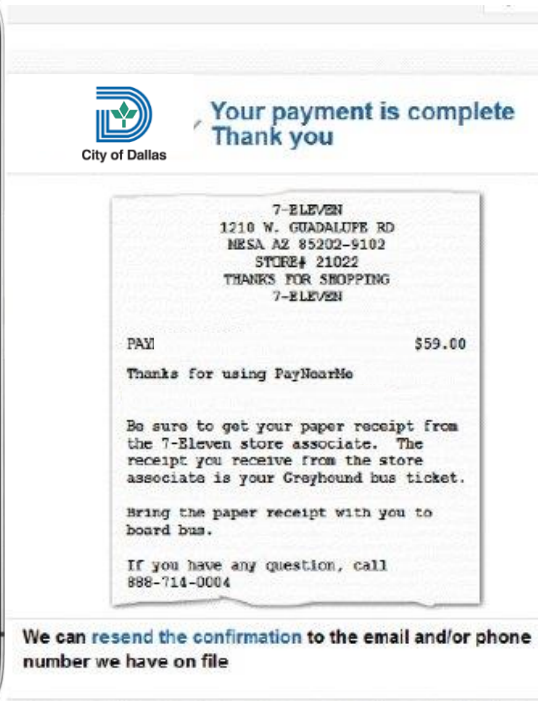 City of Dallas
Your payment is complete
Thank you
7-ELEVEN
1210 W. GUADALUPE RD
MESA AZ 85202-9102
STORE# 21022
THANKS FOR SHOPPING
7-ELEVEN
PAY $59.00
Thanks for using PayNearMe
Be sure to get your paper receipt from
the 7-Eleven store associate. The
receipt you receive from the store
associate is your Greyhound bus ticket.
Bring the paper receipt with you to
board bus.
If you have any question, call
888-714-0004
We can resend the confirmation to the email and/or phone
number we have on file